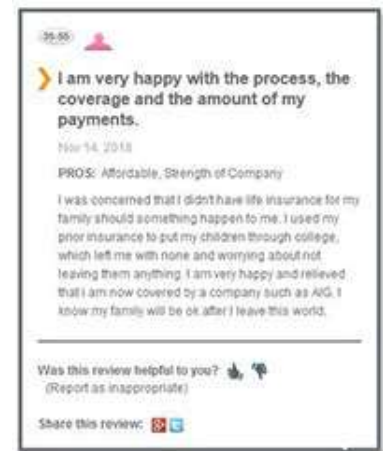 35-55
I am very happy with the process, the
coverage and the amount of my
payments.
Nov 14, 2018
PROS: Affordable, Strength of Company
I was concerned that I didn't have life insurance for my
family should something happen to me. I used my
prior insurance to put my children through college,
which left me with none and worrying about not
leaving them anything. I am very happy and relieved
that I am now covered by a company such as AIG. I
know my family will be ok after I leave this world.
Was this review helpful to you?
(Report as inappropriate)
Share this review: